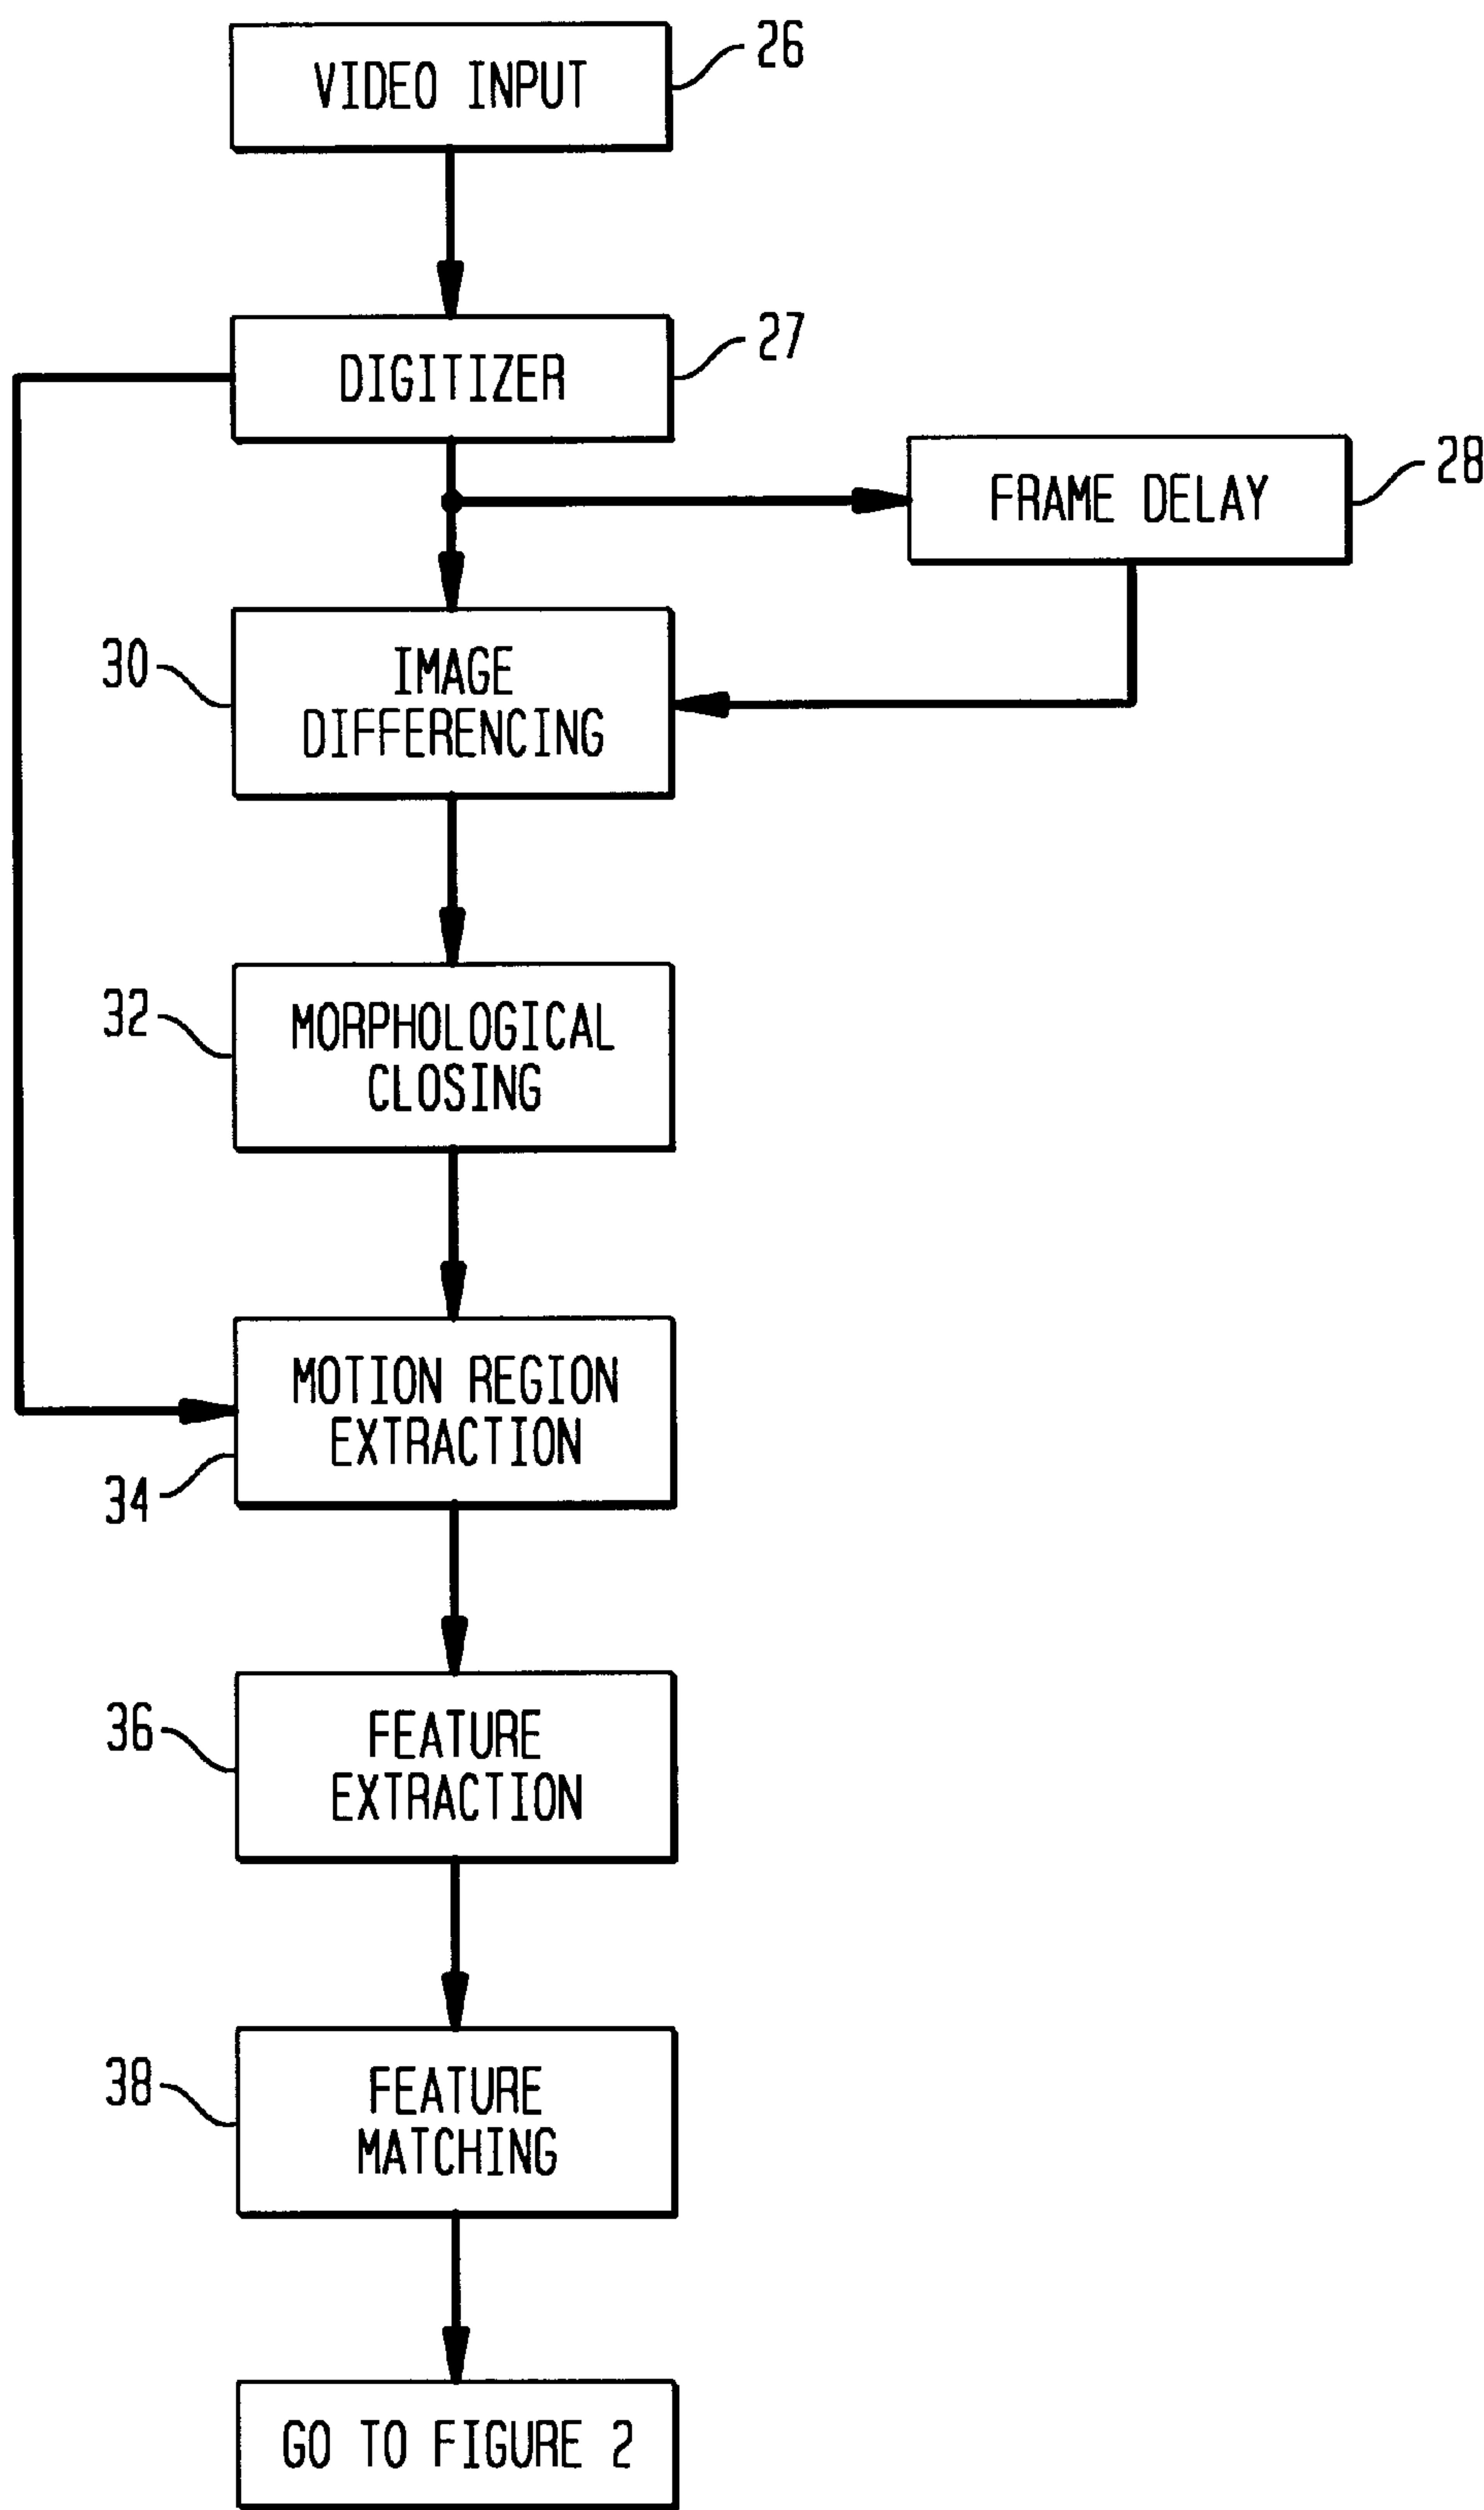 VIDEO INPUT
26
DIGITIZER
27
FRAME DELAY
28
30
IMAGE
DIFFERENCING
32
MORPHOLOGICAL
CLOSING
MOTION REGION
EXTRACTION
34
36
FEATURE
EXTRACTION
38
FEATURE
MATCHING
GO TO FIGURE 2